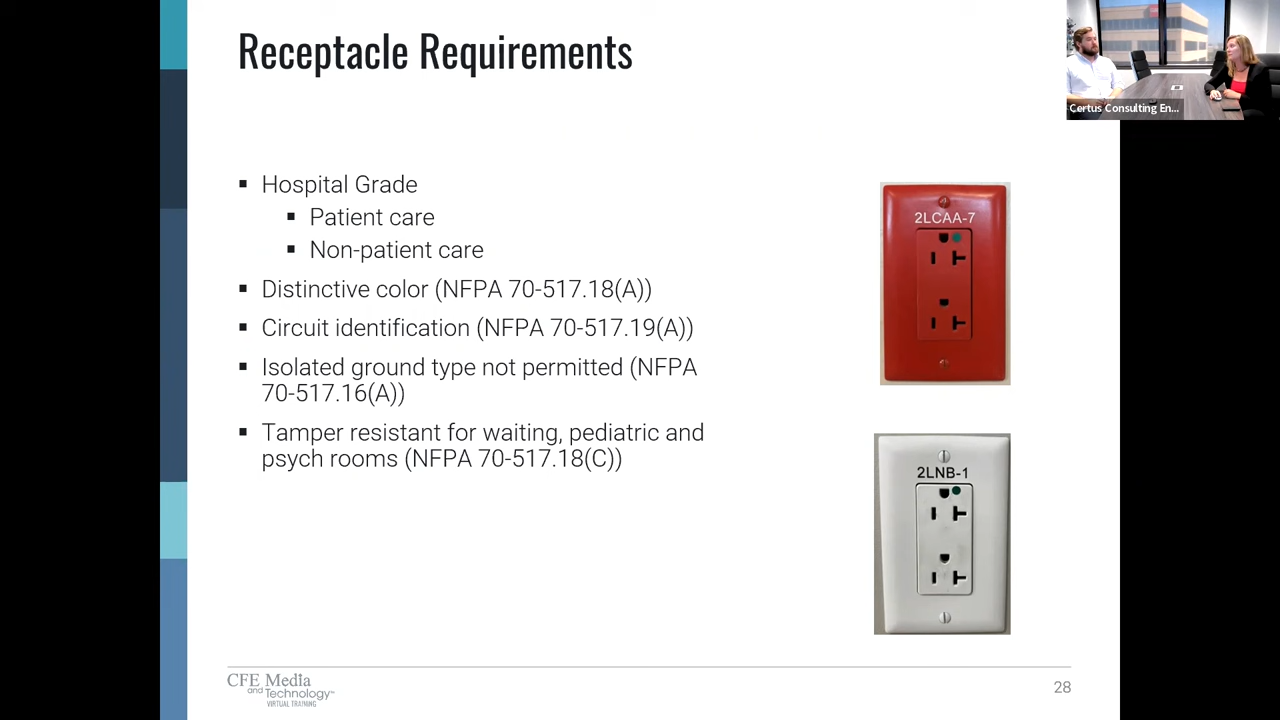 Receptacle Requirements
Certus Consulting En...
Hospital Grade
Patient care
Non-patient care
Distinctive color (NFPA 70-517.18(A))
Circuit identification (NFPA 70-517.19(A))
Isolated ground type not permitted (NFPA
70-517.16(A))
Tamper resistant for waiting, pediatric and
psych rooms (NFPA 70-517.18(C))
2LCAA-7
2LNB-1
CFE Media
and Technology™
VIRTUAL TRAINING
28